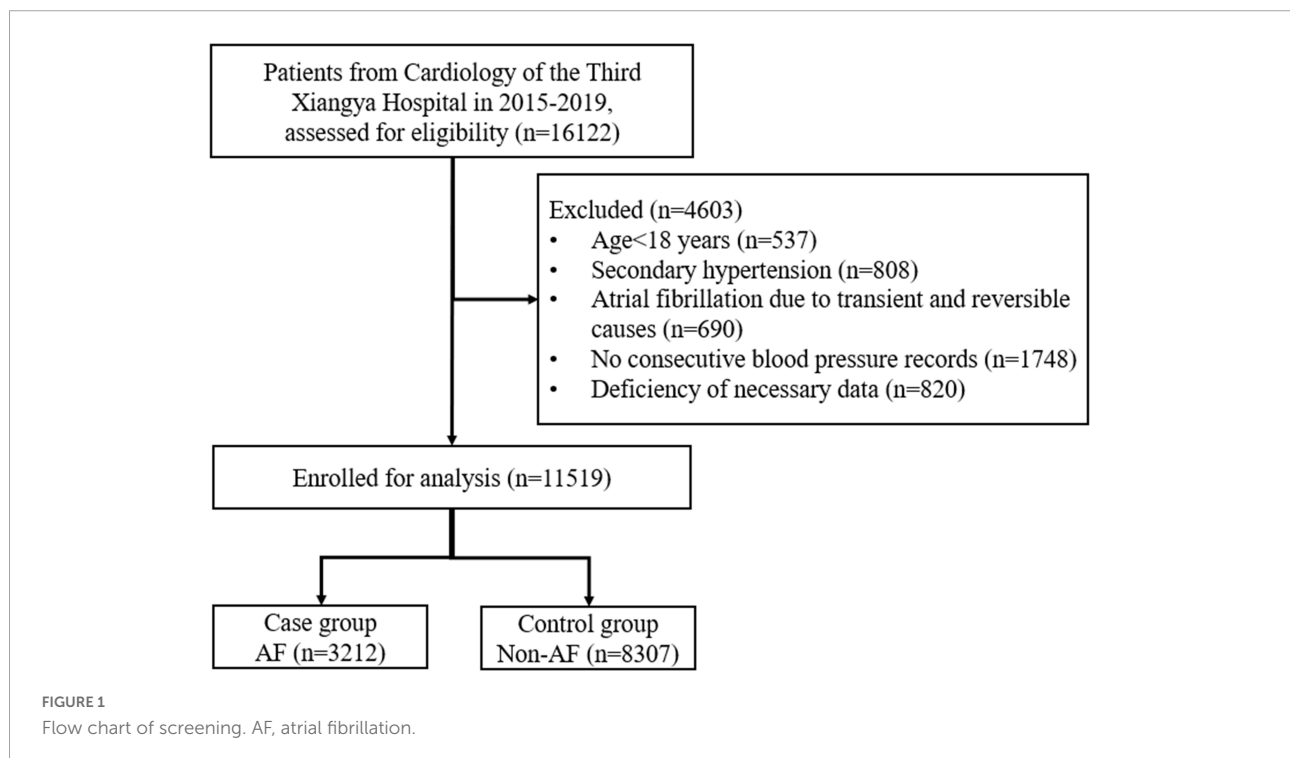 Patients from Cardiology of the Third
Xiangya Hospital in 2015-2019,
assessed for eligibility (n=16122)
Excluded (n=4603)
• Age<18 years (n=537)
• Secondary hypertension (n=808)
• Atrial fibrillation due to transient and reversible
causes (n=690)
• No consecutive blood pressure records (n=1748)
• Deficiency of necessary data (n=820)
Enrolled for analysis (n=11519)
Case group
AF (n=3212)
Control group
Non-AF (n=8307)
FIGURE 1
Flow chart of screening. AF, atrial fibrillation.